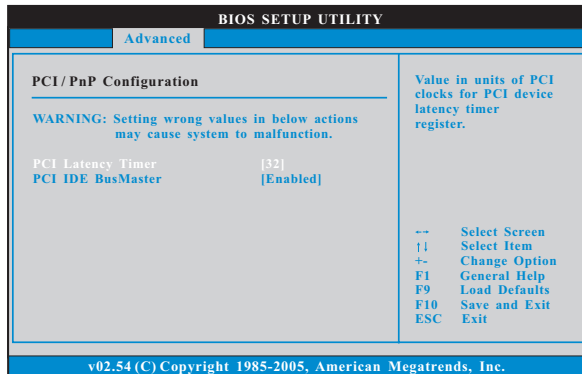 BIOS SETUP UTILITY
Advanced
PCI / PnP Configuration
WARNING: Setting wrong values in below actions
may cause system to malfunction.
PCI Latency Timer [32]
PCI IDE BusMaster [Enabled]
Value in units of PCI
clocks for PCI device
latency timer
register.
←→ Select Screen
↑↓ Select Item
+- Change Option
F1 General Help
F9 Load Defaults
F10 Save and Exit
ESC Exit
v02.54 (C) Copyright 1985-2005, American Megatrends, Inc.